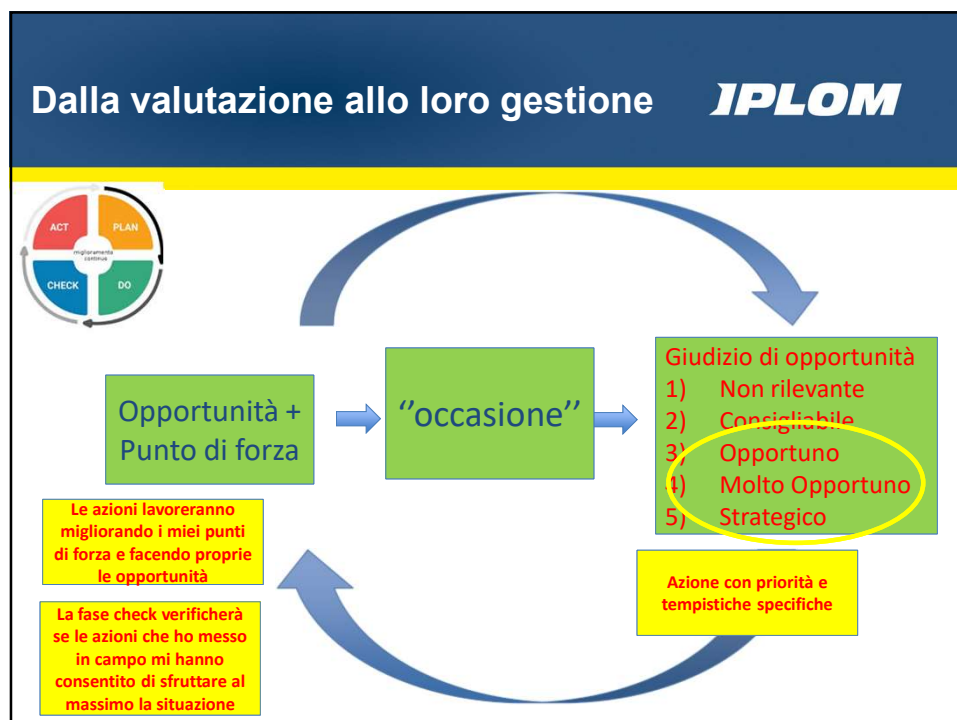 Dalla valutazione allo loro gestione
IPLOM
ACT
PLAN
miglioramento
continuo
CHECK
DO
Opportunità +
Punto di forza
‘’occasione’’
Giudizio di opportunità
1) Non rilevante
2) Consigliabile
3) Opportuno
4) Molto Opportuno
5) Strategico
Le azioni lavoreranno
migliorando i miei punti
di forza e facendo proprie
le opportunità
La fase check verificherà
se le azioni che ho messo
in campo mi hanno
consentito di sfruttare al
massimo la situazione
Azione con priorità e
tempistiche specifiche